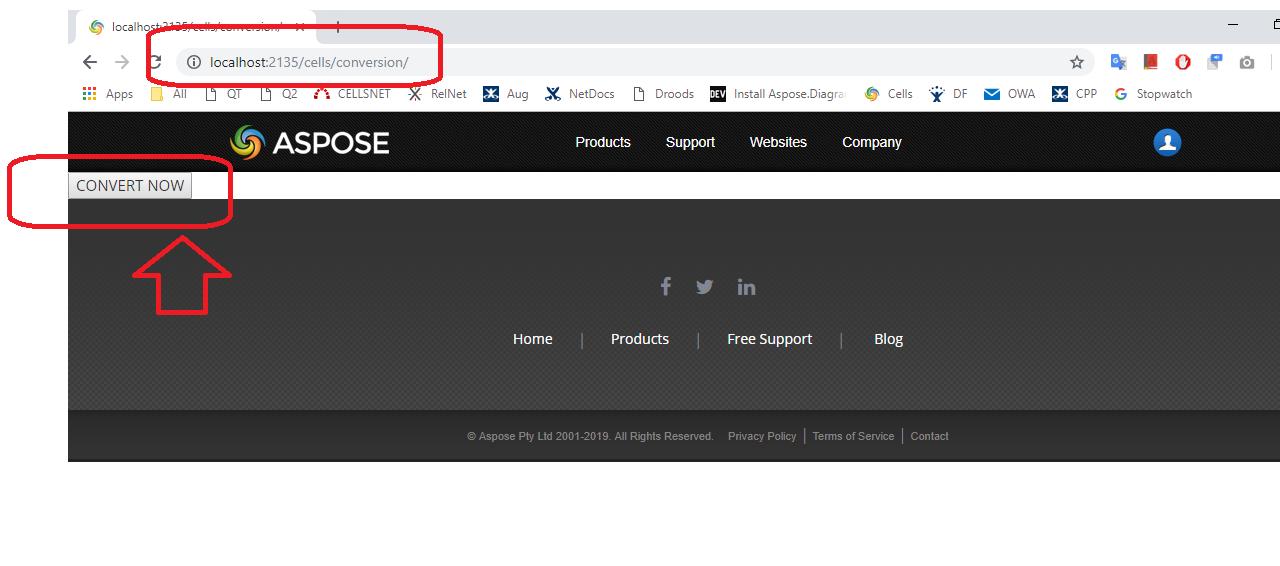 localhost:2135/cells/conversion/
localhost:2135/cells/conversion/
Apps All QT Q2 CELLSNET RelNet Aug NetDocs Droods DEV Install Aspose.Diagra Cells DF OWA CPP Stopwatch
ASPOSE Products Support Websites Company
CONVERT NOW
Home | Products | Free Support | Blog
© Aspose Pty Ltd 2001-2019. All Rights Reserved. Privacy Policy | Terms of Service | Contact